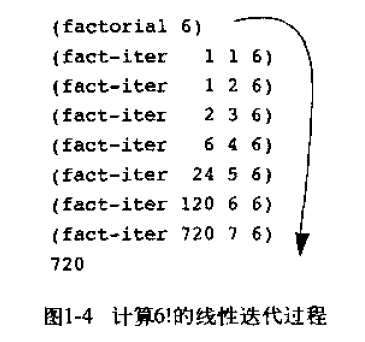 (factorial 6)
(fact-iter 1 1 6)
(fact-iter 1 2 6)
(fact-iter 2 3 6)
(fact-iter 6 4 6)
(fact-iter 24 5 6)
(fact-iter 120 6 6)
(fact-iter 720 7 6)
720
图1-4 计算6!的线性迭代过程